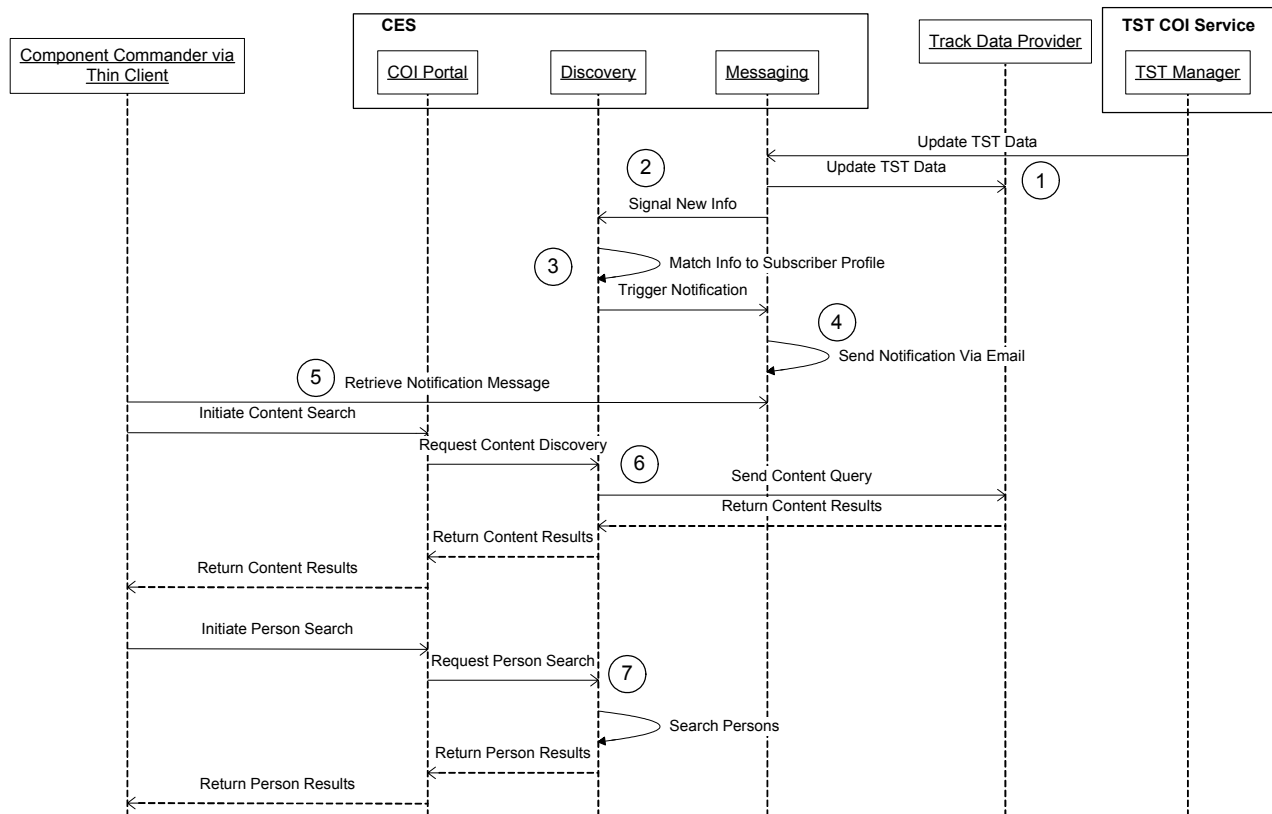 CES
TST COI Service
Component Commander via
Thin Client
COI Portal
Discovery
Messaging
Track Data Provider
TST Manager
Update TST Data
2
Update TST Data
1
Signal New Info
3
Match Info to Subscriber Profile
Trigger Notification
4
Send Notification Via Email
5
Retrieve Notification Message
Initiate Content Search
Request Content Discovery
6
Send Content Query
Return Content Results
Return Content Results
Return Content Results
Initiate Person Search
Request Person Search
7
Search Persons
Return Person Results
Return Person Results